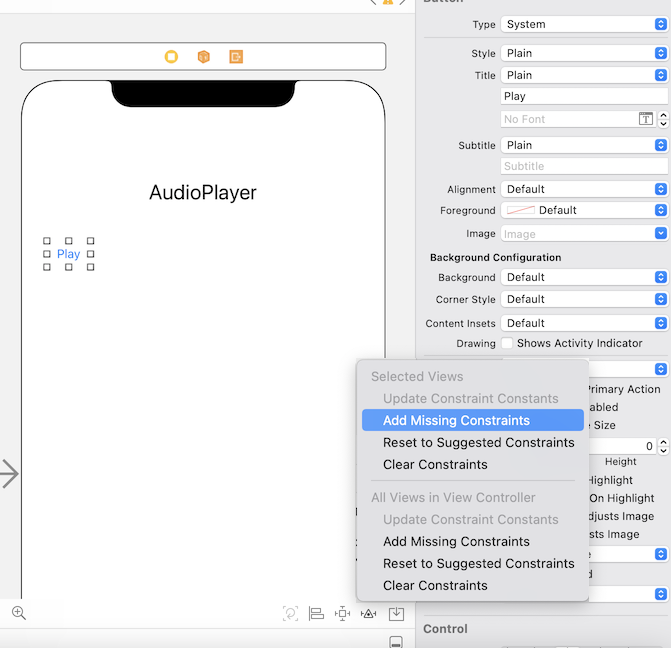 Button
Type System
Style Plain
Title Plain
Play
No Font
T
Subtitle Plain
Subtitle
Alignment Default
Foreground Default
Image Image
Background Configuration
Background Default
Corner Style Default
Content Insets Default
Drawing Shows Activity Indicator
AudioPlayer
Play
Selected Views
Update Constraint Constants
Add Missing Constraints
Reset to Suggested Constraints
Clear Constraints
All Views in View Controller
Update Constraint Constants
Add Missing Constraints
Reset to Suggested Constraints
Clear Constraints
Primary Action
abled
e Size
0
Height
Highlight
On Highlight
djusts Image
sts Image
e
d
Control